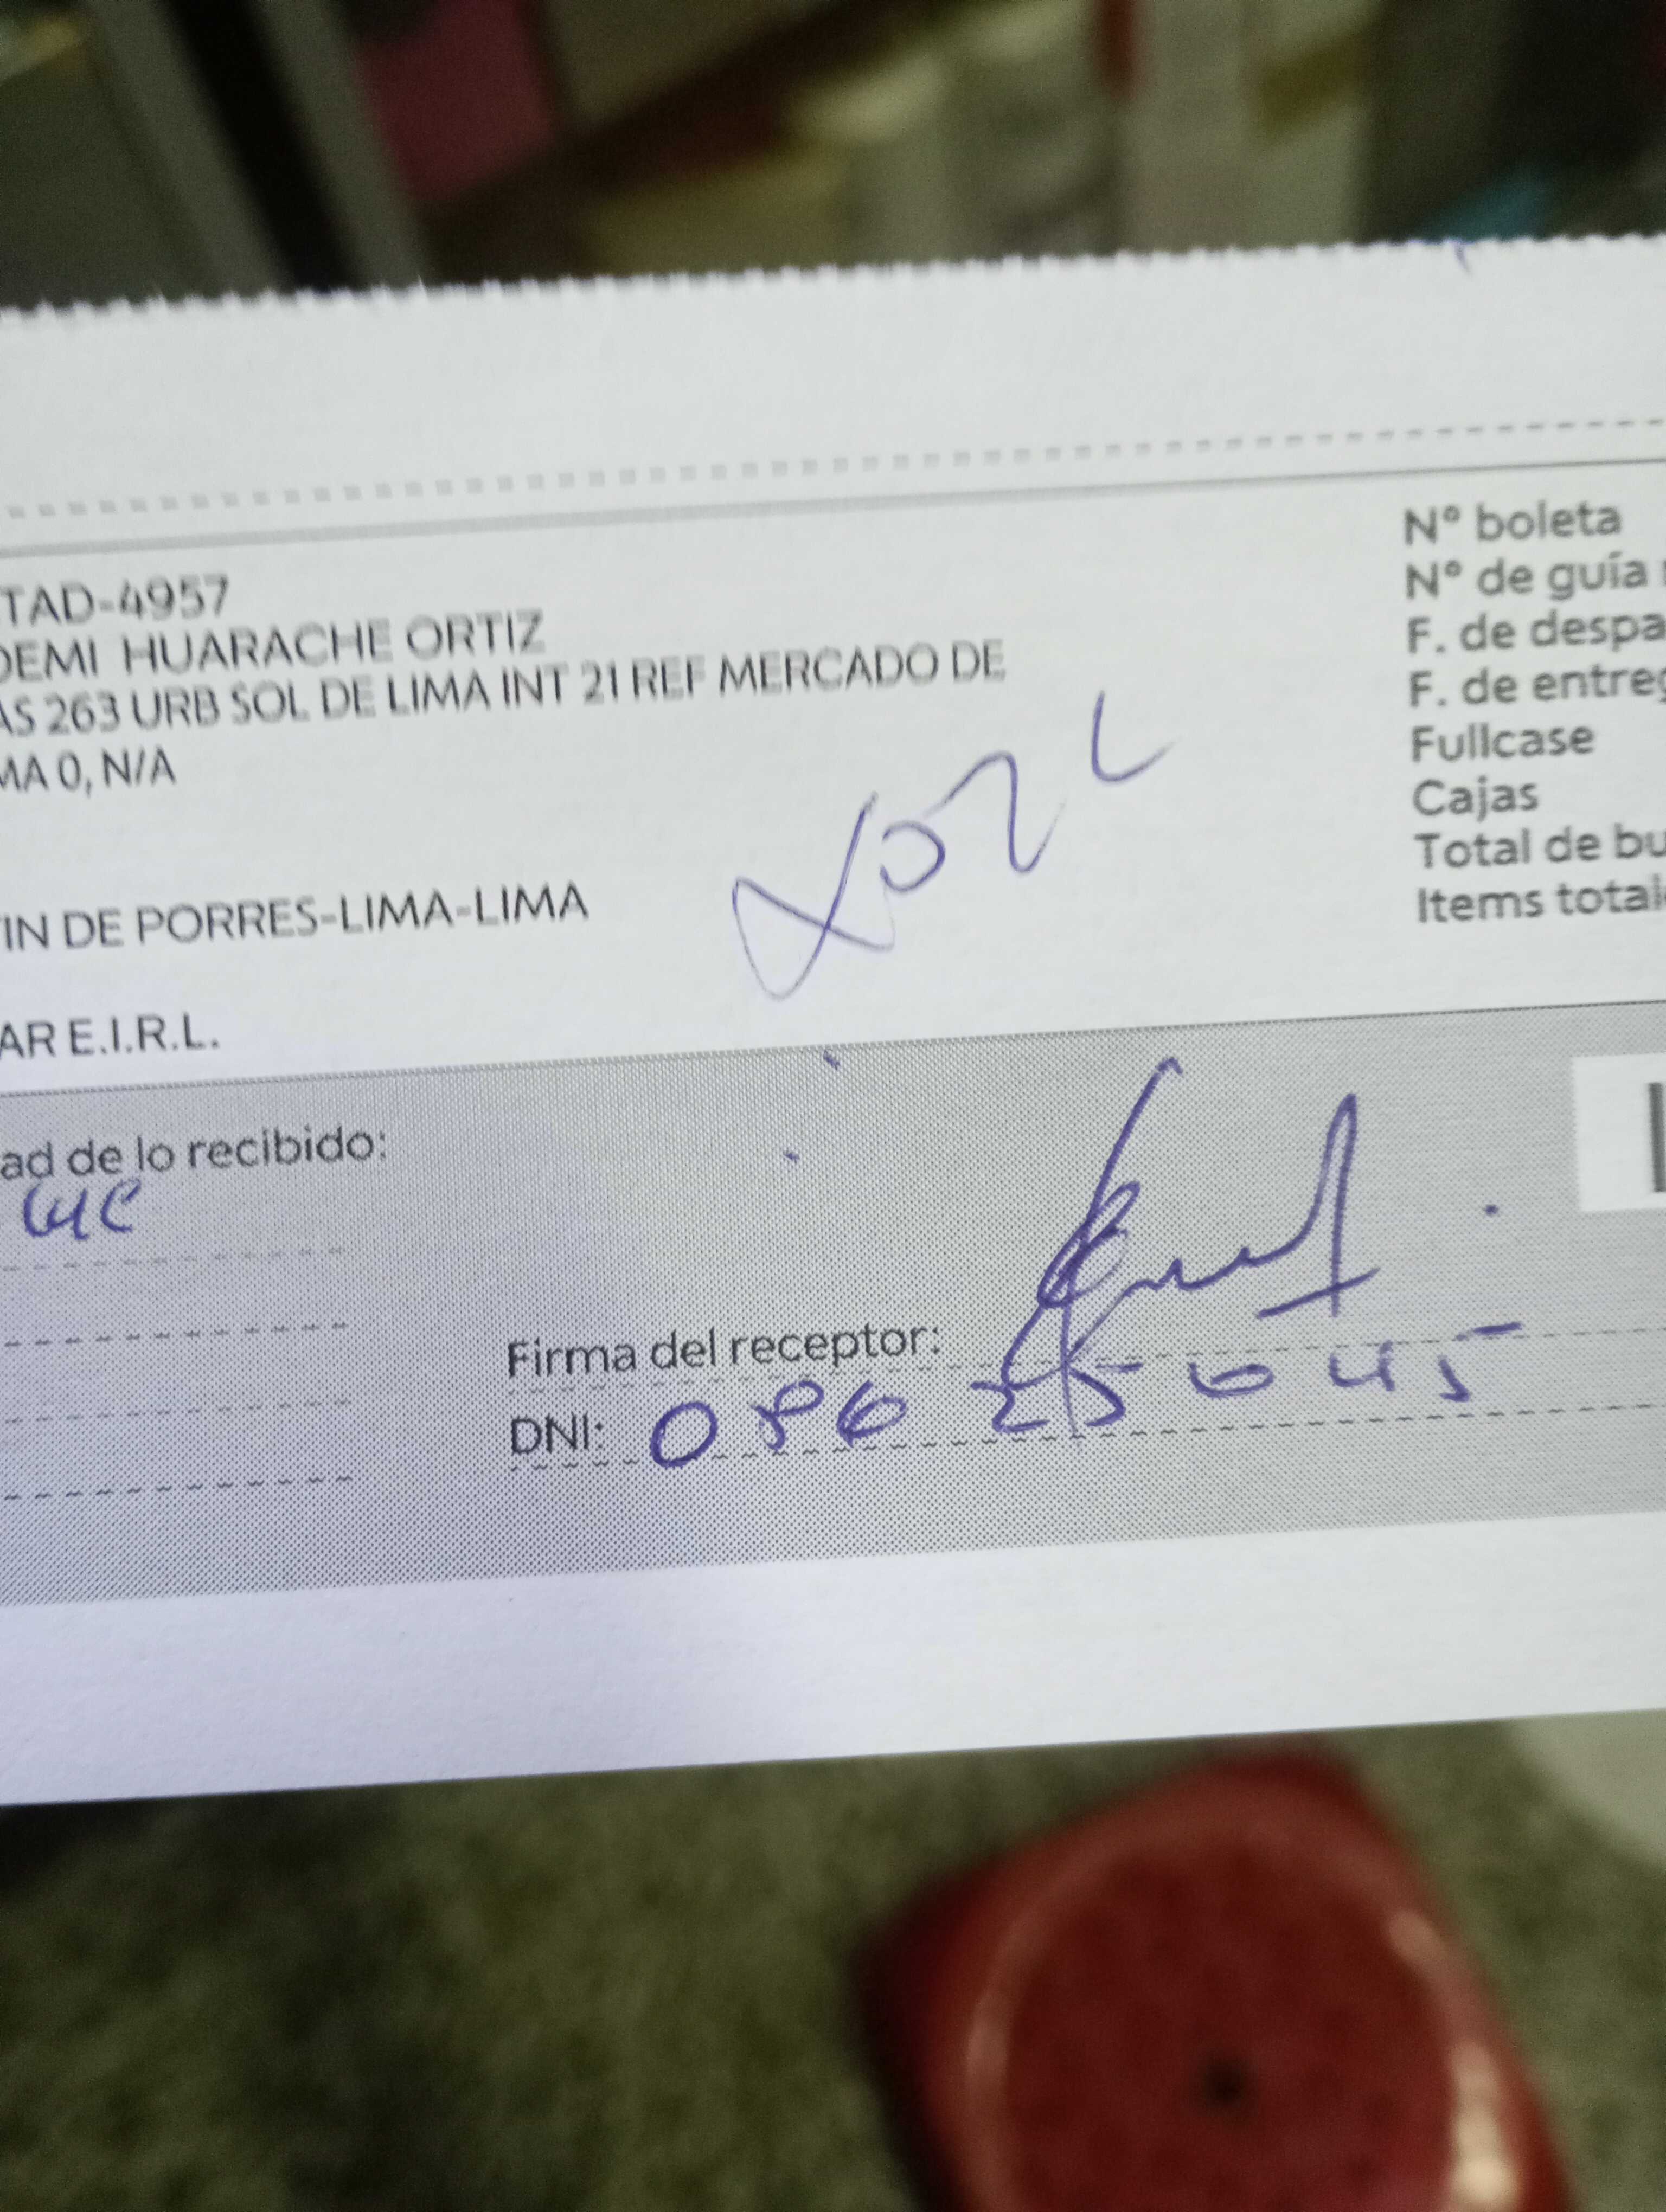 TAD-4957
DEMI HUARACHE ORTIZ
AS 263 URB SOL DE LIMA INT 21 REF MERCADO DE
MA 0, N/A
TIN DE PORRES-LIMA-LIMA
AR E.I.R.L.
N° boleta
N° de guía
F. de despa
F. de entreg
Fullcase
Cajas
Total de bu
Items total
ad de lo recibido:
Firma del receptor:
DNI: 08625645